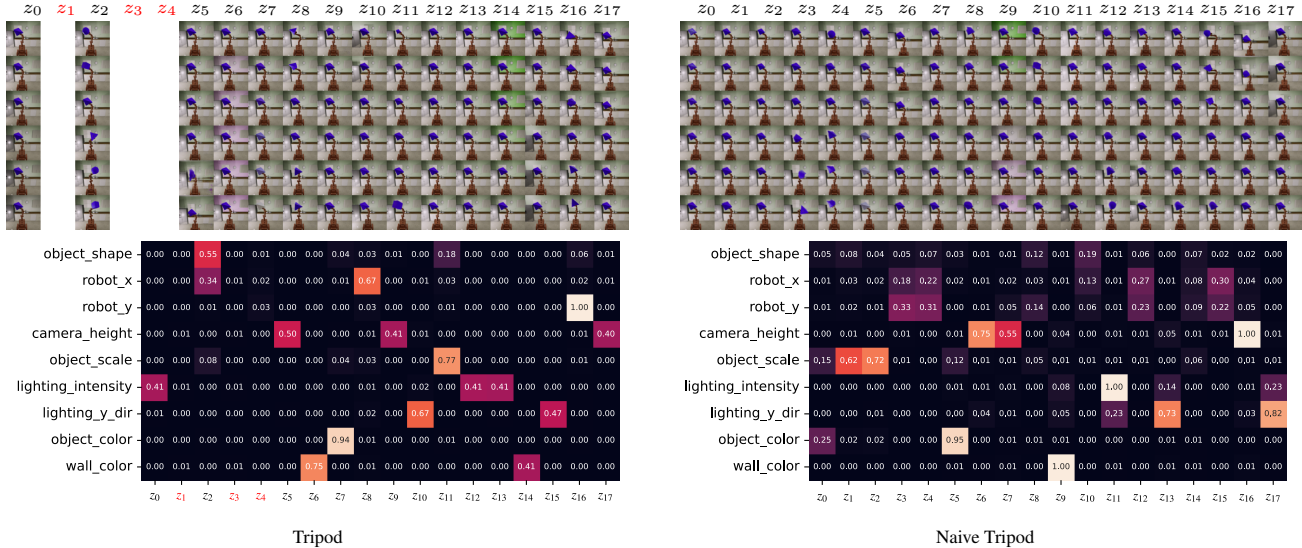 z0 z1 z2 z3 z4 z5 z6 z7 z8 z9 z10 z11 z12 z13 z14 z15 z16 z17
object_shape 0.00 0.00 0.55 0.00 0.01 0.00 0.00 0.04 0.03 0.01 0.00 0.18 0.00 0.00 0.00 0.00 0.06 0.01
robot_x 0.00 0.00 0.34 0.01 0.02 0.00 0.00 0.01 0.67 0.00 0.01 0.00 0.00 0.00 0.00 0.00 0.02 0.01
robot_y 0.00 0.00 0.01 0.00 0.03 0.00 0.00 0.00 0.03 0.00 0.00 0.01 0.00 0.00 0.00 0.00 1.00 0.00
camera_height 0.00 0.01 0.00 0.01 0.00 0.50 0.00 0.00 0.01 0.41 0.01 0.00 0.00 0.00 0.00 0.01 0.00 0.40
object_scale 0.00 0.00 0.08 0.00 0.01 0.00 0.00 0.04 0.03 0.00 0.00 0.77 0.00 0.00 0.00 0.00 0.01 0.00
lighting_intensity 0.41 0.01 0.00 0.00 0.00 0.00 0.01 0.00 0.01 0.00 0.02 0.00 0.41 0.41 0.00 0.01 0.00 0.00
lighting_y_dir 0.01 0.00 0.00 0.01 0.00 0.00 0.00 0.00 0.02 0.01 0.67 0.00 0.00 0.00 0.00 0.47 0.00 0.00
object_color 0.00 0.00 0.01 0.00 0.00 0.00 0.00 0.94 0.01 0.00 0.00 0.01 0.00 0.00 0.00 0.00 0.00 0.00
wall_color 0.00 0.01 0.00 0.01 0.00 0.00 0.75 0.00 0.01 0.00 0.00 0.00 0.00 0.00 0.41 0.00 0.00 0.00
z0 z1 z2 z3 z4 z5 z6 z7 z8 z9 z10 z11 z12 z13 z14 z15 z16 z17
Tripod
z0 z1 z2 z3 z4 z5 z6 z7 z8 z9 z10 z11 z12 z13 z14 z15 z16 z17
object_shape 0.05 0.08 0.04 0.05 0.07 0.03 0.01 0.01 0.12 0.01 0.19 0.01 0.06 0.00 0.07 0.02 0.02 0.00
robot_x 0.01 0.03 0.02 0.18 0.22 0.02 0.00 0.01 0.06 0.00 0.13 0.01 0.27 0.01 0.08 0.30 0.04 0.00
robot_y 0.01 0.02 0.01 0.33 0.31 0.01 0.00 0.05 0.14 0.00 0.06 0.01 0.23 0.01 0.15 0.22 0.05 0.00
camera_height 0.01 0.01 0.00 0.01 0.01 0.00 0.75 0.55 0.00 0.04 0.00 0.01 0.01 0.05 0.01 0.00 1.00 0.01
object_scale 0.15 0.62 0.72 0.01 0.00 0.12 0.00 0.01 0.05 0.00 0.02 0.01 0.01 0.00 0.06 0.01 0.01 0.01
lighting_intensity 0.00 0.00 0.00 0.00 0.00 0.01 0.01 0.00 0.00 0.08 0.00 1.00 0.00 0.14 0.00 0.00 0.02 0.23
lighting_y_dir 0.00 0.01 0.00 0.00 0.00 0.00 0.04 0.01 0.00 0.05 0.01 0.23 0.01 0.73 0.00 0.00 0.03 0.82
object_color 0.25 0.02 0.02 0.01 0.00 0.95 0.00 0.00 0.01 0.00 0.01 0.01 0.00 0.01 0.01 0.00 0.01 0.00
wall_color 0.00 0.00 0.00 0.00 0.00 0.00 0.00 0.01 0.00 1.00 0.00 0.01 0.00 0.01 0.00 0.00 0.01 0.01
z0 z1 z2 z3 z4 z5 z6 z7 z8 z9 z10 z11 z12 z13 z14 z15 z16 z17
Naive Tripod